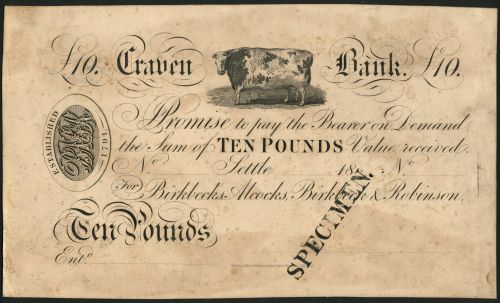 £10. Craven Bank. £10.
ESTABLISHED 1791
Promise to pay the Bearer on Demand
the Sum of TEN POUNDS Value received.
No Settle 18 No
For Birkbecks, Alcocks, Birkbeck & Robinson.
SPECIMEN.
Ten Pounds
Entd.